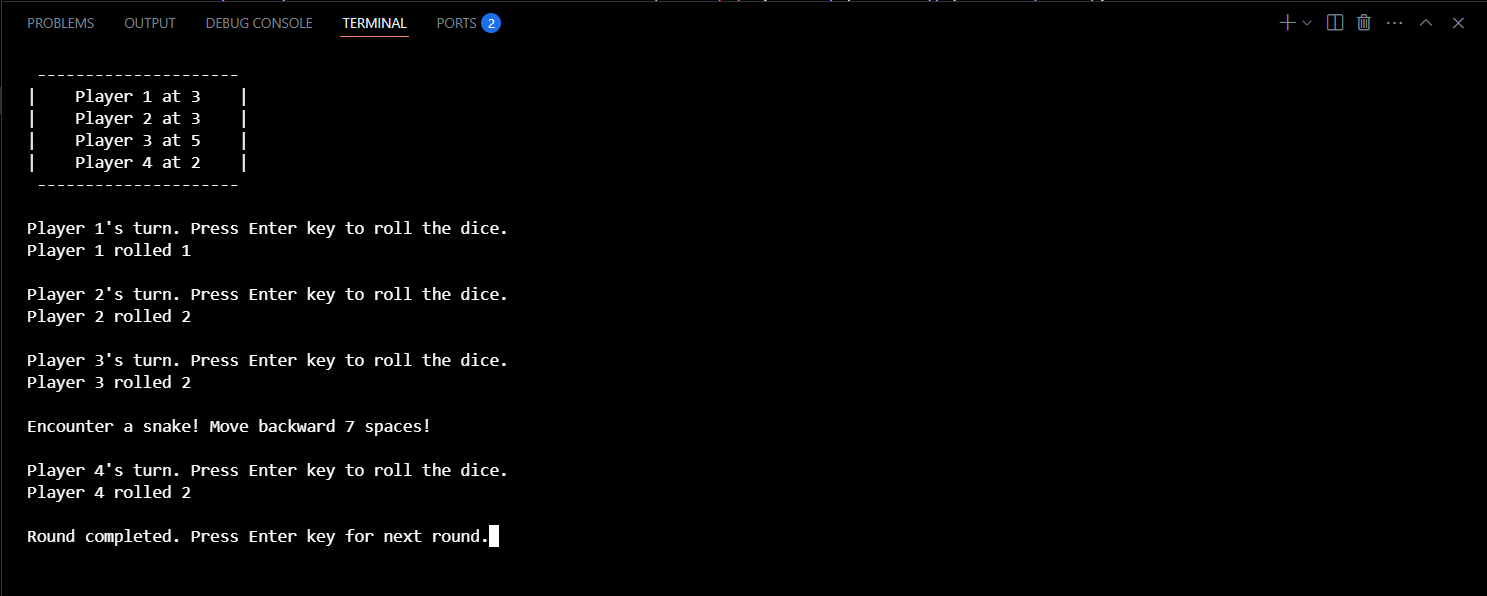 PROBLEMS OUTPUT DEBUG CONSOLE TERMINAL PORTS 2
---------------------
|    Player 1 at 3    |
|    Player 2 at 3    |
|    Player 3 at 5    |
|    Player 4 at 2    |
---------------------
Player 1's turn. Press Enter key to roll the dice.
Player 1 rolled 1
Player 2's turn. Press Enter key to roll the dice.
Player 2 rolled 2
Player 3's turn. Press Enter key to roll the dice.
Player 3 rolled 2
Encounter a snake! Move backward 7 spaces!
Player 4's turn. Press Enter key to roll the dice.
Player 4 rolled 2
Round completed. Press Enter key for next round.